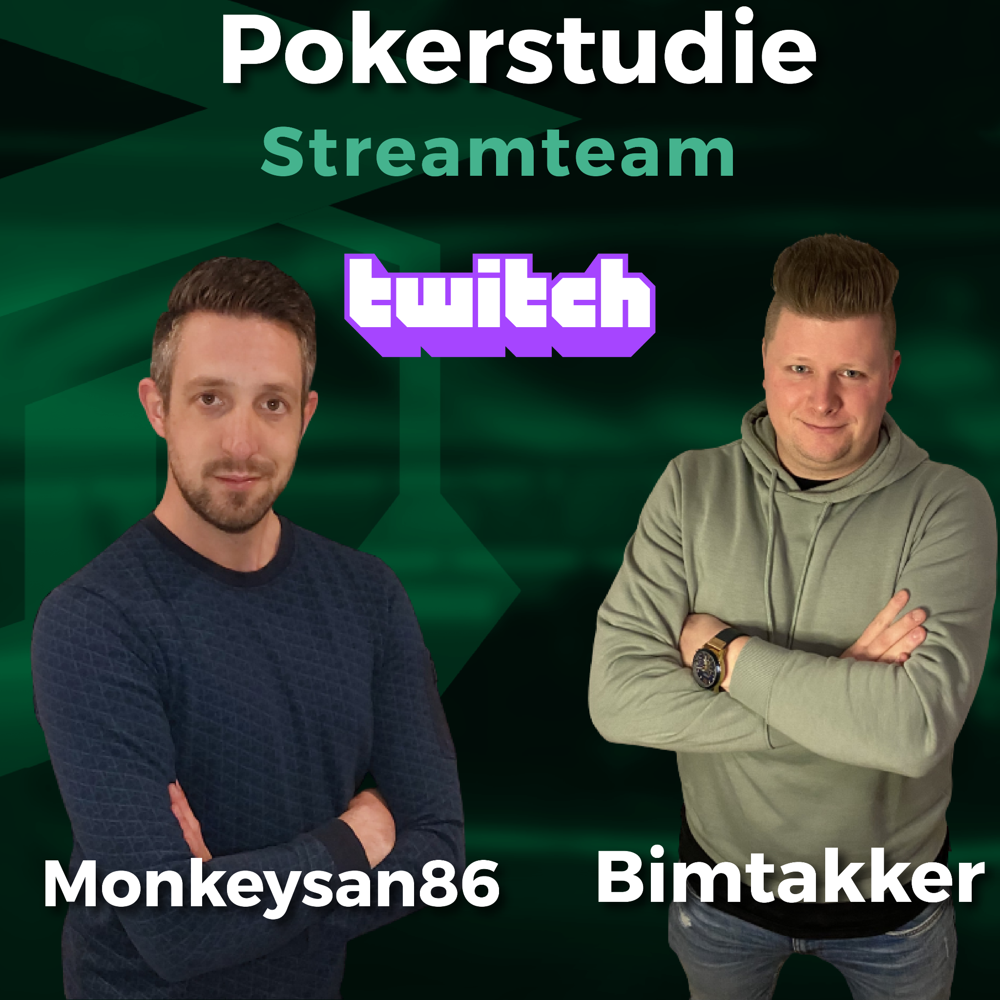 Pokerstudie
Streamteam
twitch
Monkeysan86
Bimtakker